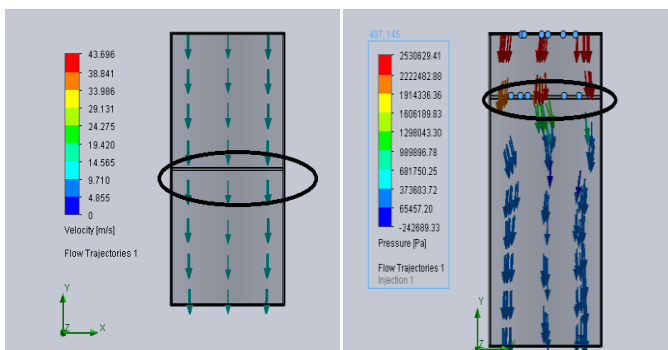 43.696
38.841
33.986
29.131
24.275
19.420
14.565
9.710
4.855
0
Velocity [m/s]
Flow Trajectories 1
Y
Z
X
497, 145
2530629.41
2222482.88
1914336.36
1606189.83
1298043.30
989896.78
681750.25
373603.72
65457.20
-242689.33
Pressure [Pa]
Flow Trajectories 1
Injection 1
Y
Z
X